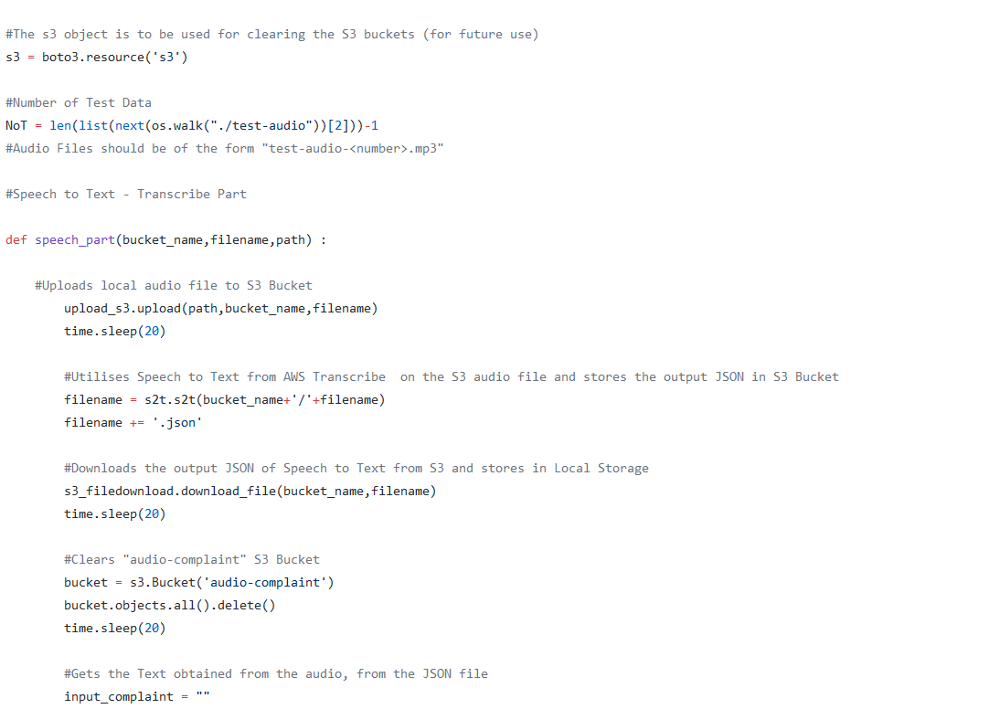 #The s3 object is to be used for clearing the S3 buckets (for future use)
s3 = boto3.resource('s3')
#Number of Test Data
NoT = len(list(next(os.walk("./test-audio"))[2]))-1
#Audio Files should be of the form "test-audio-<number>.mp3"
#Speech to Text - Transcribe Part
def speech_part(bucket_name,filename,path) :
#Uploads local audio file to S3 Bucket
upload_s3.upload(path,bucket_name,filename)
time.sleep(20)
#Utilises Speech to Text from AWS Transcribe  on the S3 audio file and stores the output JSON in S3 Bucket
filename = s2t.s2t(bucket_name+'/'+filename)
filename += '.json'
#Downloads the output JSON of Speech to Text from S3 and stores in Local Storage
s3_filedownload.download_file(bucket_name,filename)
time.sleep(20)
#Clears "audio-complaint" S3 Bucket
bucket = s3.Bucket('audio-complaint')
bucket.objects.all().delete()
time.sleep(20)
#Gets the Text obtained from the audio, from the JSON file
input_complaint = ""